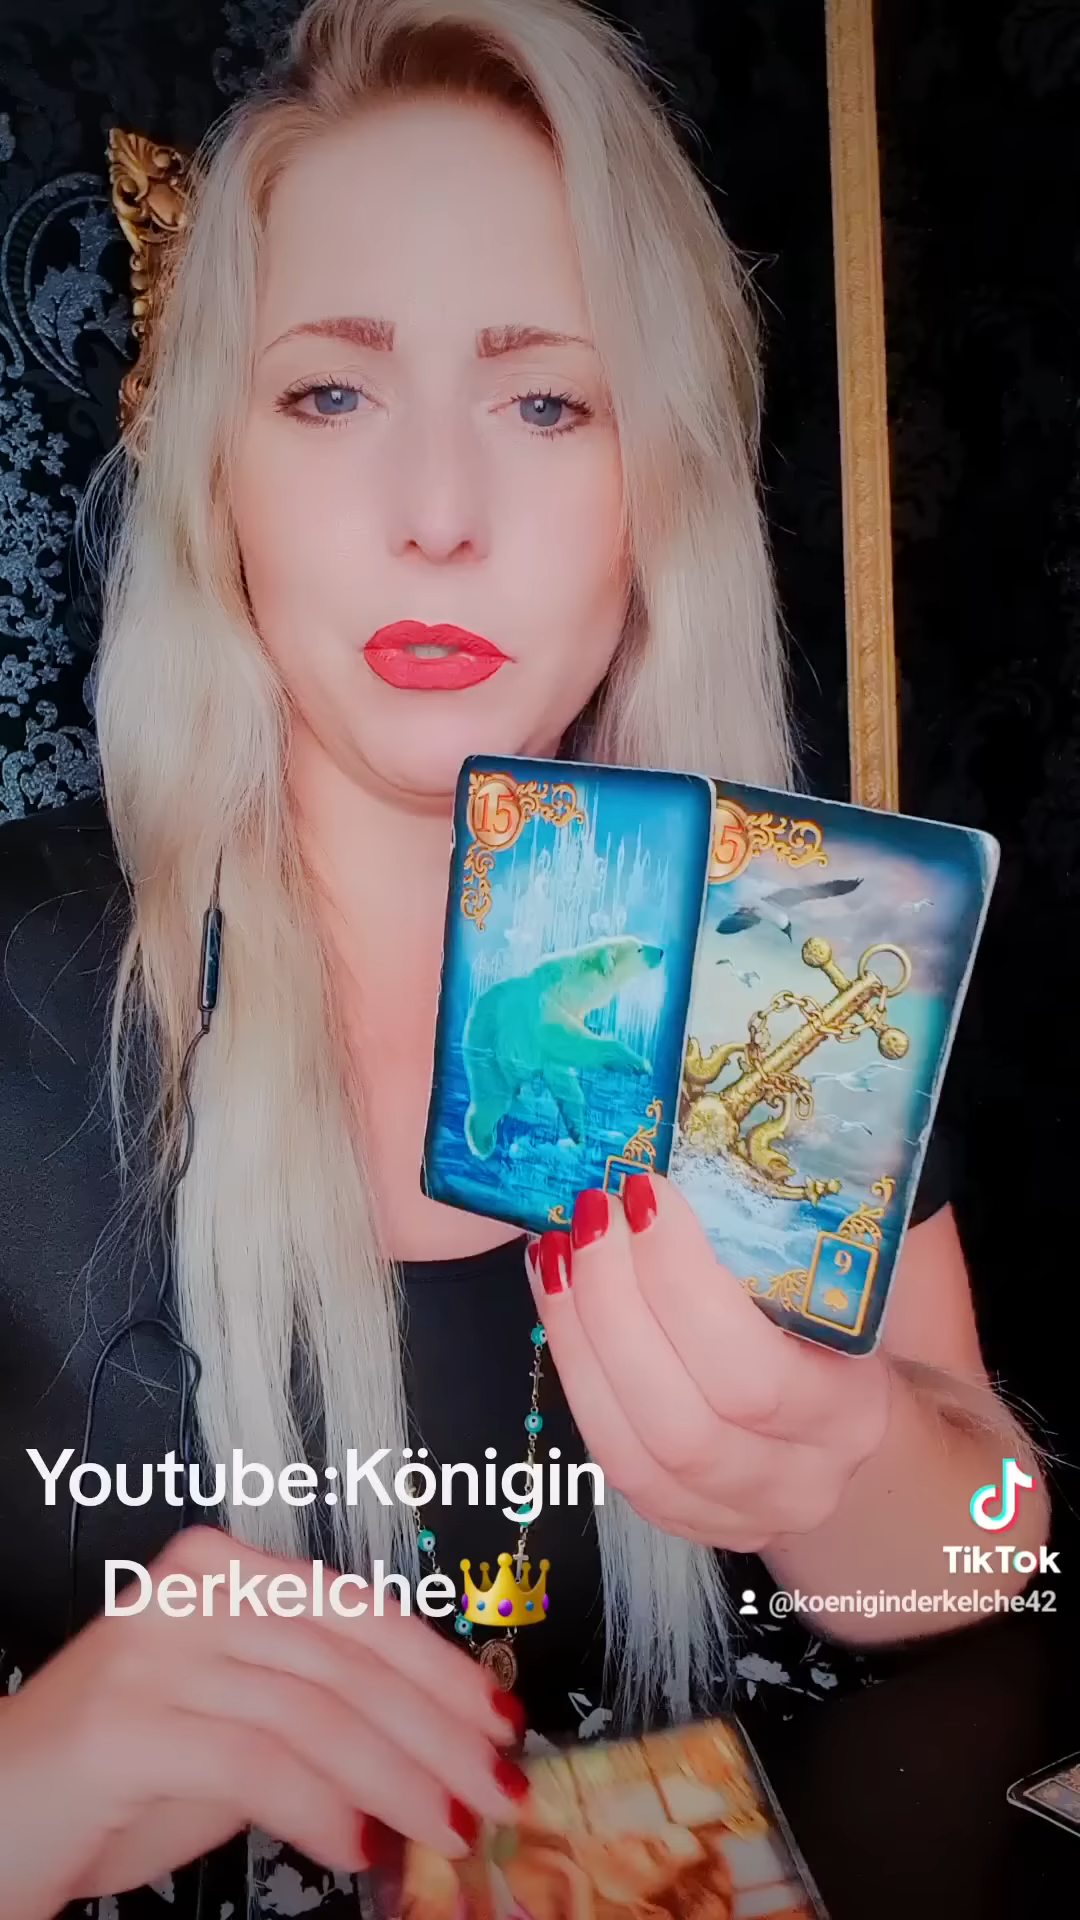 15
5
9
Youtube:Königin
Derkelche👑
TikTok
@koeniginderkelche42